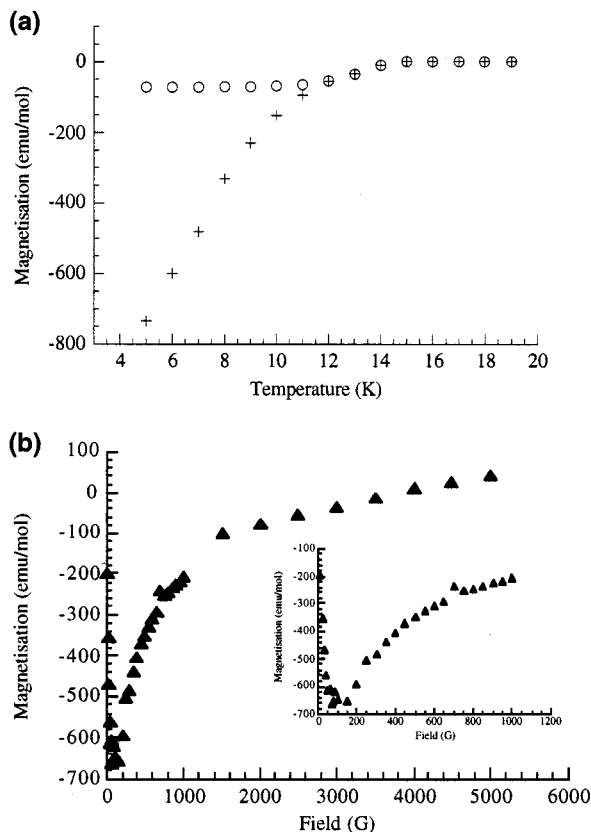 (a)
0
-200
-400
-600
-800
Magnetisation (emu/mol)
4 6 8 10 12 14 16 18 20
Temperature (K)
(b)
100
0
-100
-200
-300
-400
-500
-600
-700
Magnetisation (emu/mol)
0 1000 2000 3000 4000 5000 6000
Field (G)
-100
-200
-300
-400
-500
-600
-700
Magnetisation (emu/mol)
0 200 400 600 800 1000 1200
Field (G)